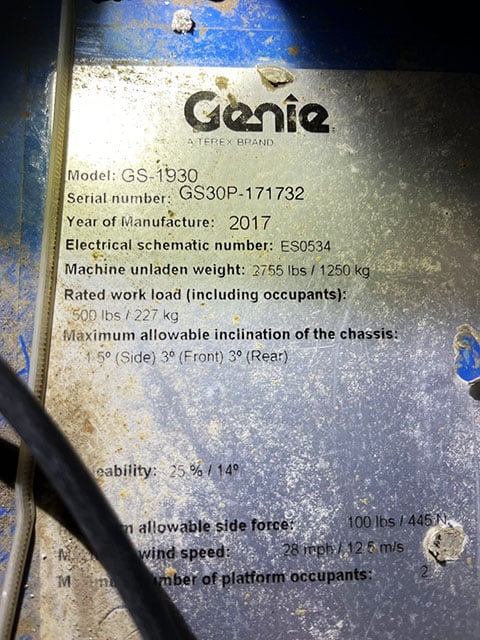 Genie
A TEREX BRAND
Model: GS-1930
Serial number: GS30P-171732
Year of Manufacture: 2017
Electrical schematic number: ES0534
Machine unladen weight: 2755 lbs / 1250 kg
Rated work load (including occupants):
500 lbs / 227 kg
Maximum allowable inclination of the chassis:
1.5º (Side) 3º (Front) 3º (Rear)
eability: 25 % / 14º
m allowable side force: 100 lbs / 445 N
M wind speed: 28 mph / 12.5 m/s
M number of platform occupants: 2